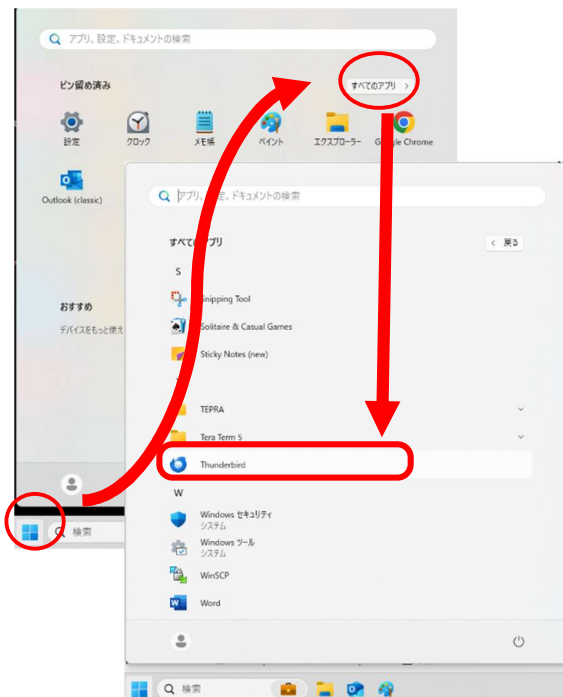 アプリ、設定、ドキュメントの検索
ピン留め済み
すべてのアプリ >
設定
クロック
メモ帳
ペイント
エクスプローラー
Google Chrome
Outlook (classic)
おすすめ
デバイスをもっと使え
検索
アプリ、設定、ドキュメントの検索
すべてのアプリ
< 戻る
S
Snipping Tool
Solitaire & Casual Games
Sticky Notes (new)
TEPRA
Tera Term 5
Thunderbird
W
Windows セキュリティ
システム
Windows ツール
システム
WinSCP
Word
検索